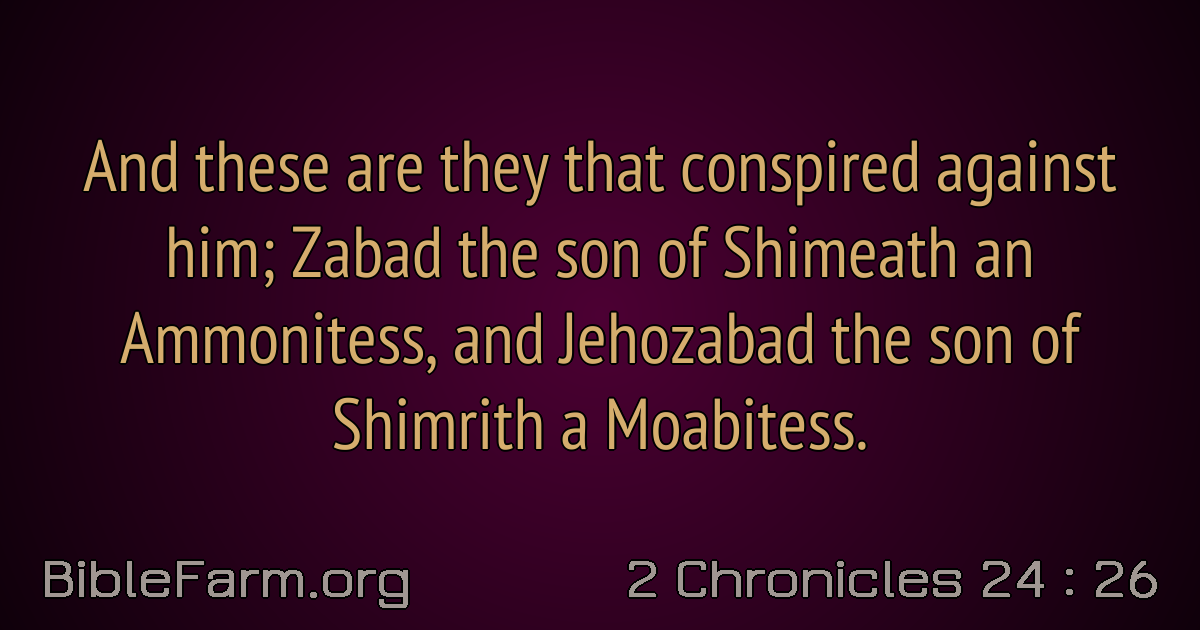 And these are they that conspired against
him; Zabad the son of Shimeath an
Ammonitess, and Jehozabad the son of
Shimrith a Moabitess.
BibleFarm.org
2 Chronicles 24 : 26